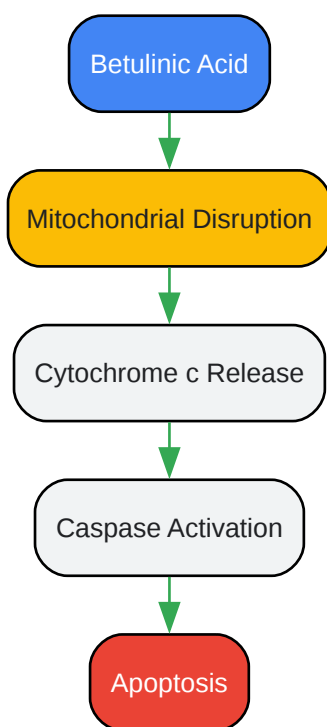 Betulinic Acid
Mitochondrial Disruption
Cytochrome c Release
Caspase Activation
Apoptosis